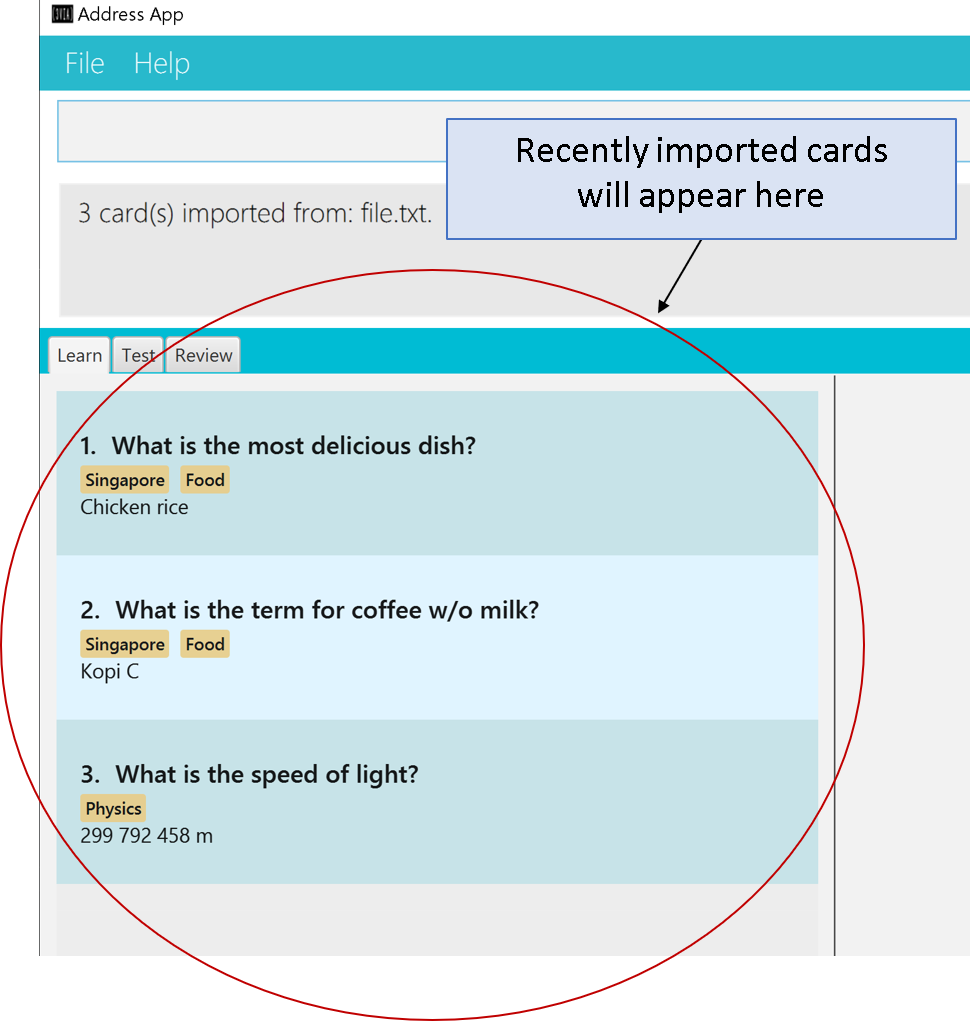 Address App
File Help
Recently imported cards
will appear here
3 card(s) imported from: file.txt.
Learn Test Review
1. What is the most delicious dish?
Singapore Food
Chicken rice
2. What is the term for coffee w/o milk?
Singapore Food
Kopi C
3. What is the speed of light?
Physics
299 792 458 m